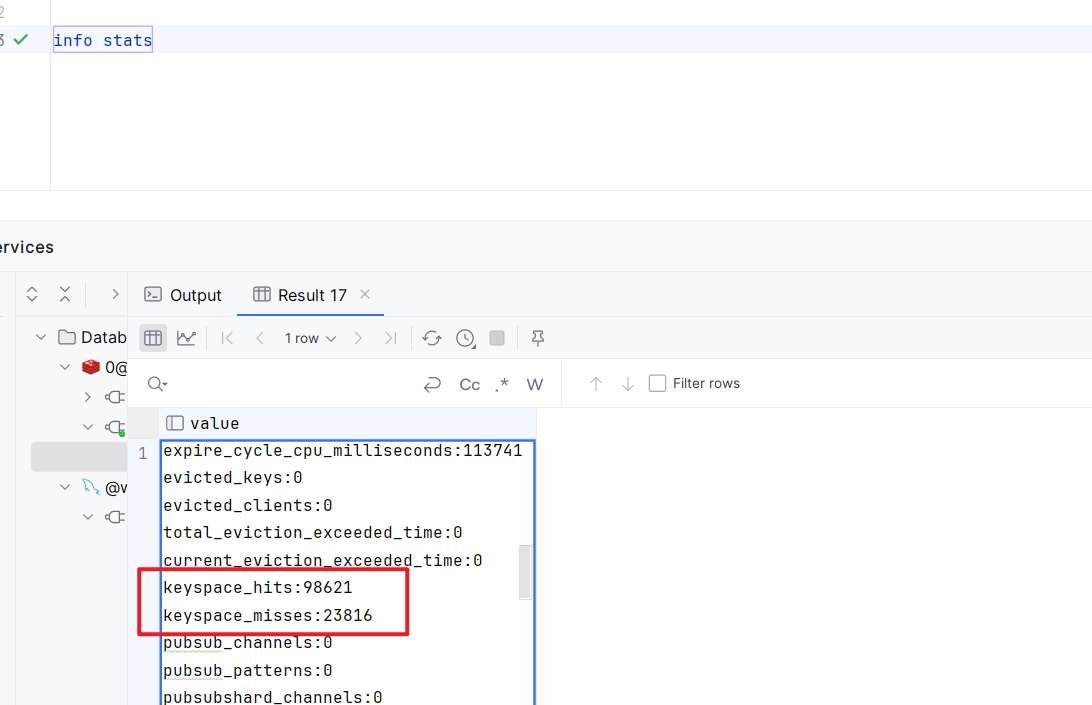 2
3 info stats
ervices
Output Result 17
Datab 1 row
0@
Cc .* W Filter rows
value
1 expire_cycle_cpu_milliseconds:113741
evicted_keys:0
evicted_clients:0
@w
total_eviction_exceeded_time:0
current_eviction_exceeded_time:0
keyspace_hits:98621
keyspace_misses:23816
pubsub_channels:0
pubsub_patterns:0
pubsubshard_channels:0